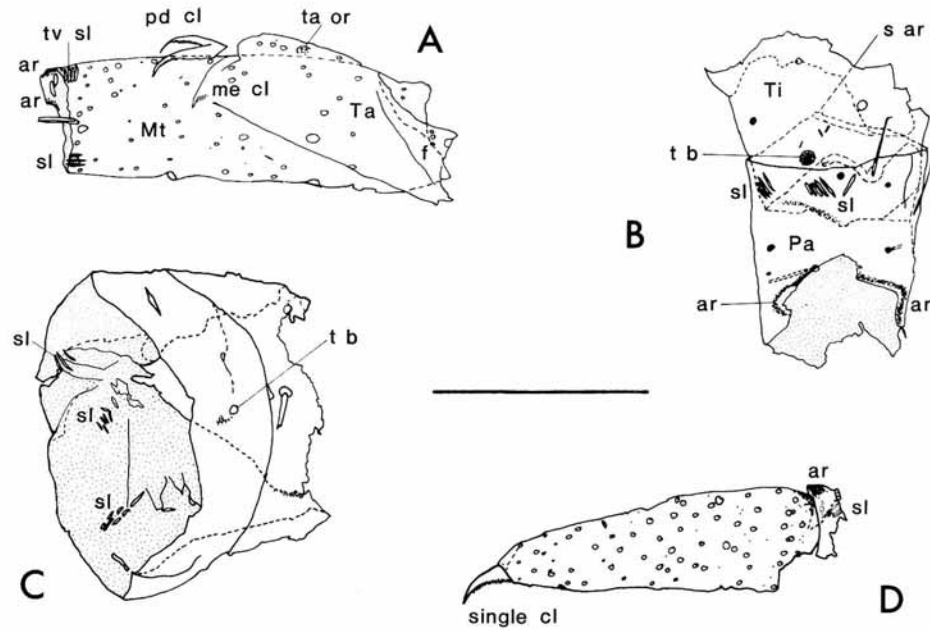 pd cl
ta or
A
tv sl
ar
ar
me cl
Mt
Ta
f
sl
s ar
Ti
t b
sl
sl
B
Pa
ar
ar
sl
t b
sl
sl
C
ar
sl
single cl
D